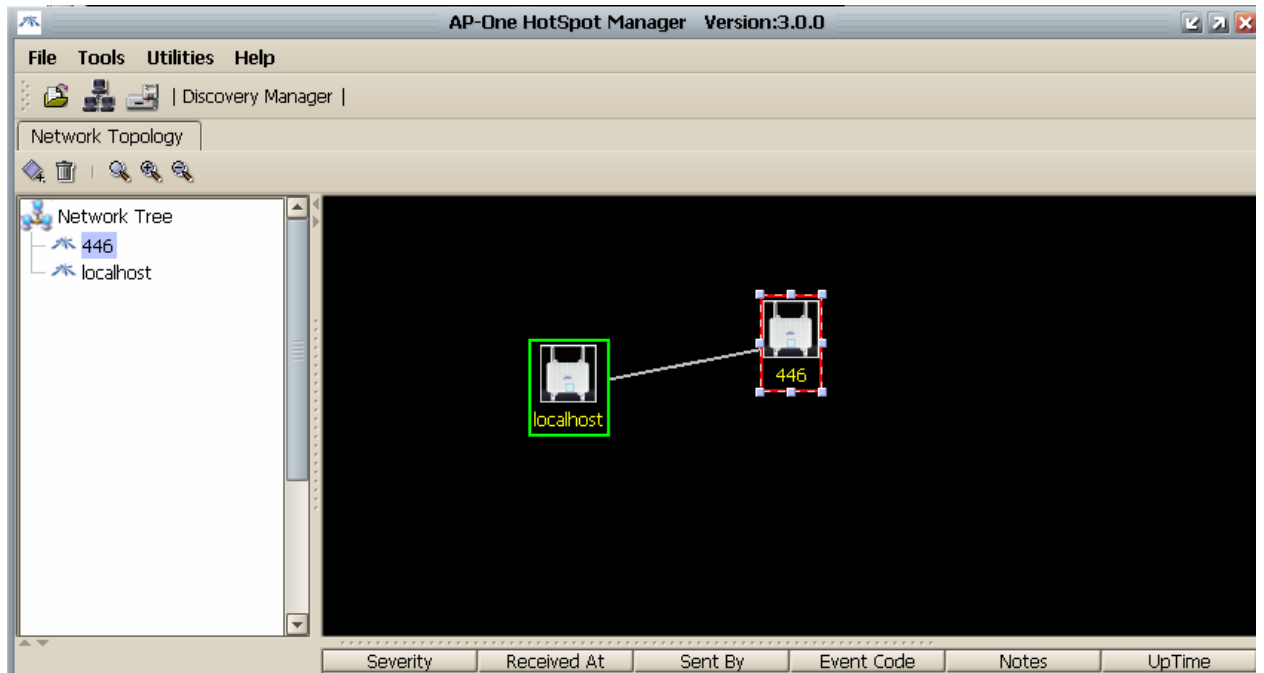 AP-One HotSpot Manager Version:3.0.0
File Tools Utilities Help
| Discovery Manager |
Network Topology
Network Tree
446
localhost
446
localhost
Severity Received At Sent By Event Code Notes UpTime